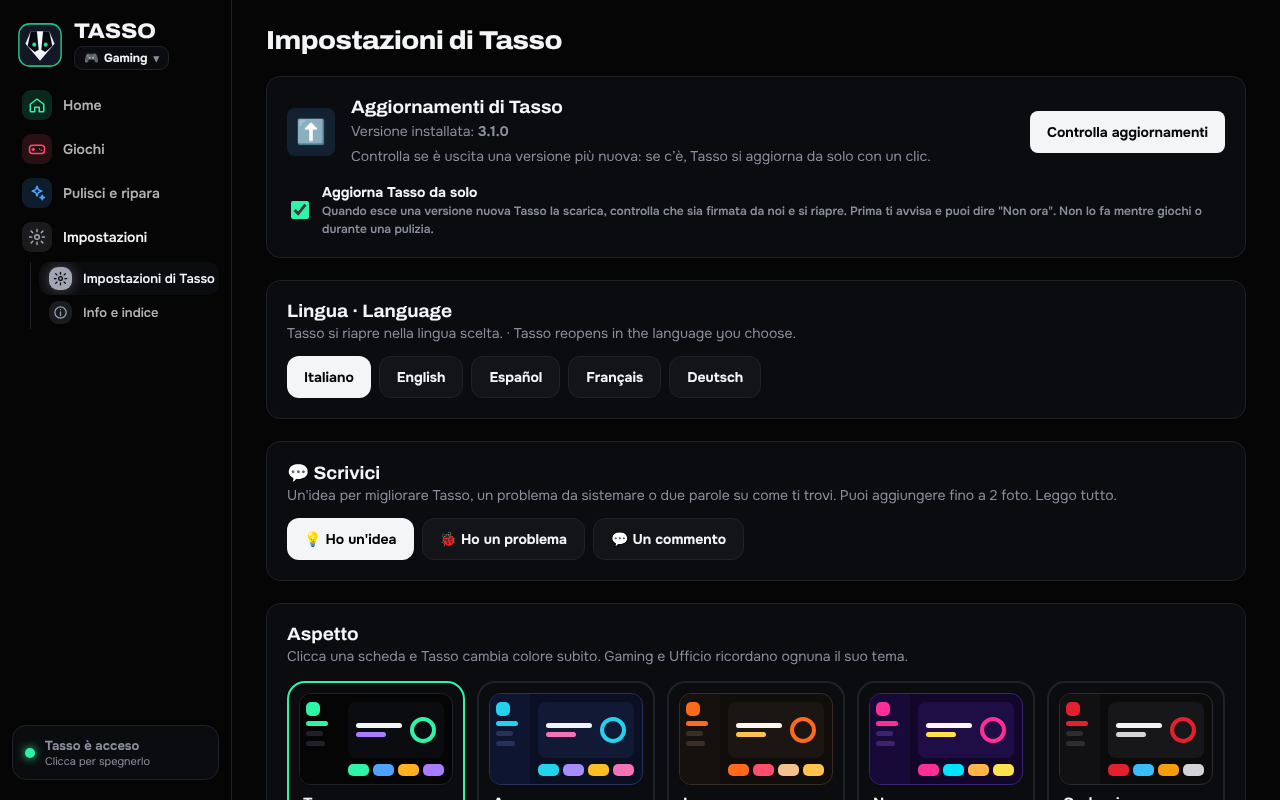 TASSO
🎮 Gaming ▾
Home
Giochi
Pulisci e ripara
Impostazioni
Impostazioni di Tasso
Info e indice
Tasso è acceso
Clicca per spegnerlo
Impostazioni di Tasso
Aggiornamenti di Tasso
Versione installata: 3.1.0
Controlla se è uscita una versione più nuova: se c'è, Tasso si aggiorna da solo con un clic.
Controlla aggiornamenti
Aggiorna Tasso da solo
Quando esce una versione nuova Tasso la scarica, controlla che sia firmata da noi e si riapre. Prima ti avvisa e puoi dire "Non ora". Non lo fa mentre giochi o
durante una pulizia.
Lingua · Language
Tasso si riapre nella lingua scelta. · Tasso reopens in the language you choose.
Italiano
English
Español
Français
Deutsch
💬 Scrivici
Un'idea per migliorare Tasso, un problema da sistemare o due parole su come ti trovi. Puoi aggiungere fino a 2 foto. Leggo tutto.
💡 Ho un'idea
🐞 Ho un problema
💬 Un commento
Aspetto
Clicca una scheda e Tasso cambia colore subito. Gaming e Ufficio ricordano ognuna il suo tema.